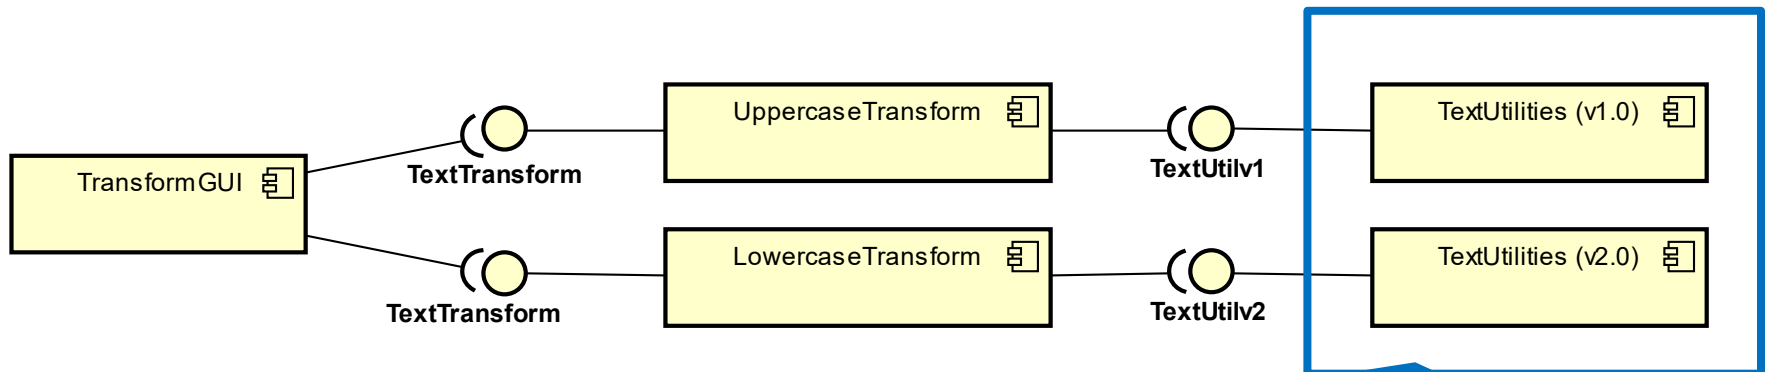 TransformGUI
TextTransform
UppercaseTransform
TextUtilv1
TextUtilities (v1.0)
TextTransform
LowercaseTransform
TextUtilv2
TextUtilities (v2.0)